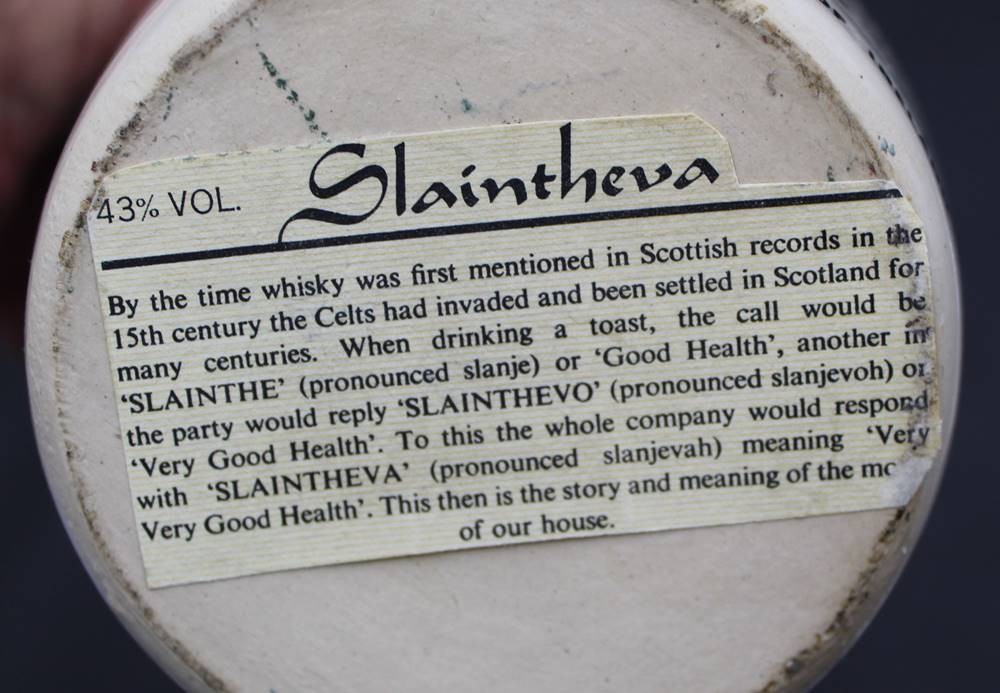 Slaintheva
43% VOL.
By the time whisky was first mentioned in Scottish records in the
15th century the Celts had invaded and been settled in Scotland for
many centuries. When drinking a toast, the call would be
‘SLAINTHE’ (pronounced slanje) or ‘Good Health’, another in
the party would reply ‘SLAINTHEVO’ (pronounced slanjevoh) or
‘Very Good Health’. To this the whole company would respond
with ‘SLAINTHEVA’ (pronounced slanjevah) meaning ‘Very
Very Good Health’. This then is the story and meaning of the
of our house.